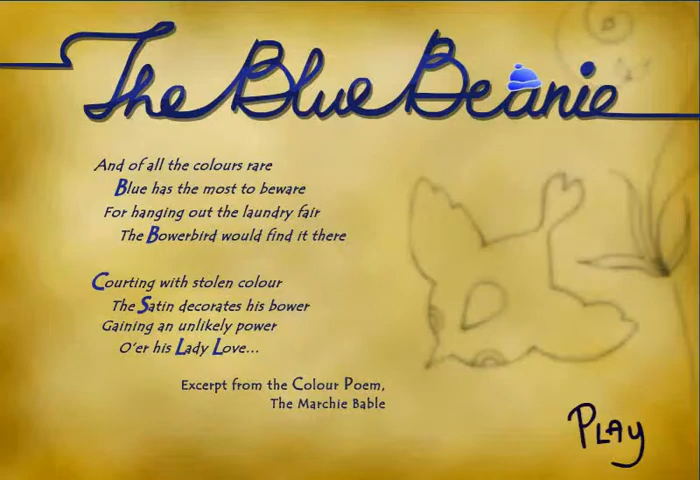 The Blue Beanie
And of all the colours rare
Blue has the most to beware
For hanging out the laundry fair
The Bowerbird would find it there
Courting with stolen colour
The Satin decorates his bower
Gaining an unlikely power
O'er his Lady Love...
Excerpt from the Colour Poem,
The Marchie Bable
PLAy